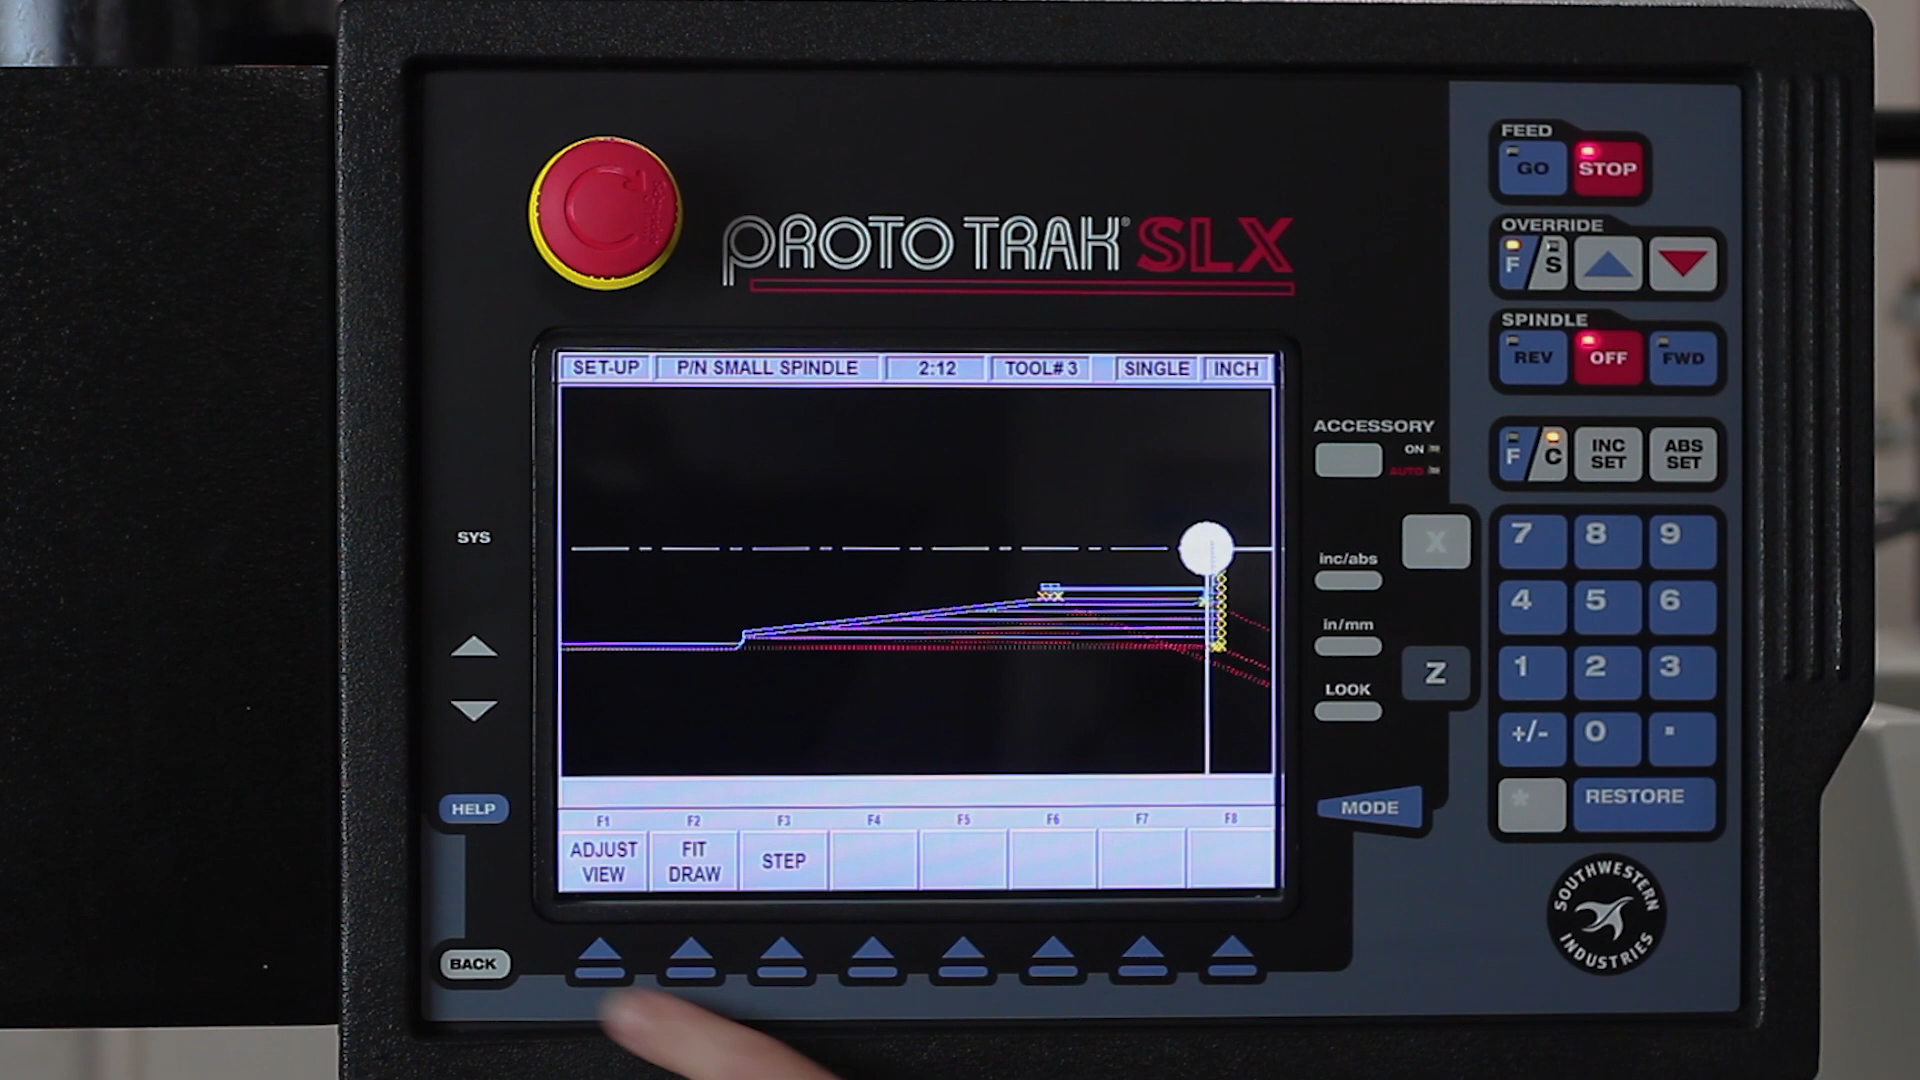 FEED
GO STOP
PROTO TRAK® SLX
OVERRIDE
F S
SPINDLE
REV OFF FWD
SET-UP P/N SMALL SPINDLE 2:12 TOOL# 3 SINGLE INCH
ACCESSORY
ON
AUTO
F C INC SET ABS SET
SYS
X
7 8 9
inc/abs
4 5 6
in/mm
Z
1 2 3
LOOK
+/- 0 .
HELP
MODE
* RESTORE
F1 F2 F3 F4 F5 F6 F7 F8
ADJUST VIEW FIT DRAW STEP
BACK
SOUTHWESTERN INDUSTRIES